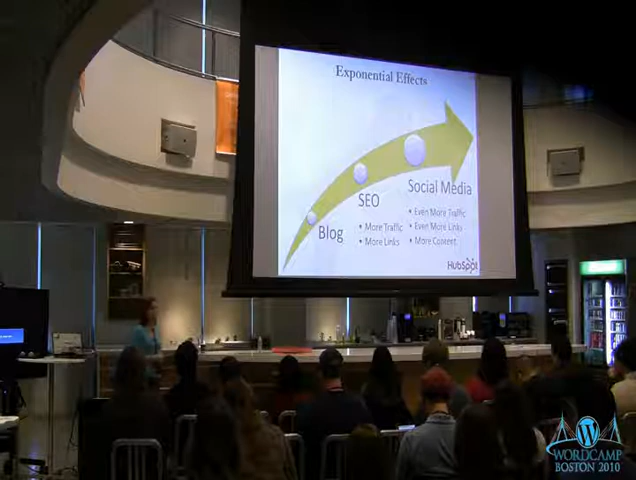 Exponential Effects
Blog
SEO
• More Traffic
• More Links
Social Media
• Even More Traffic
• Even More Links
• More Content
HubSpot
WORDCAMP
BOSTON 2010